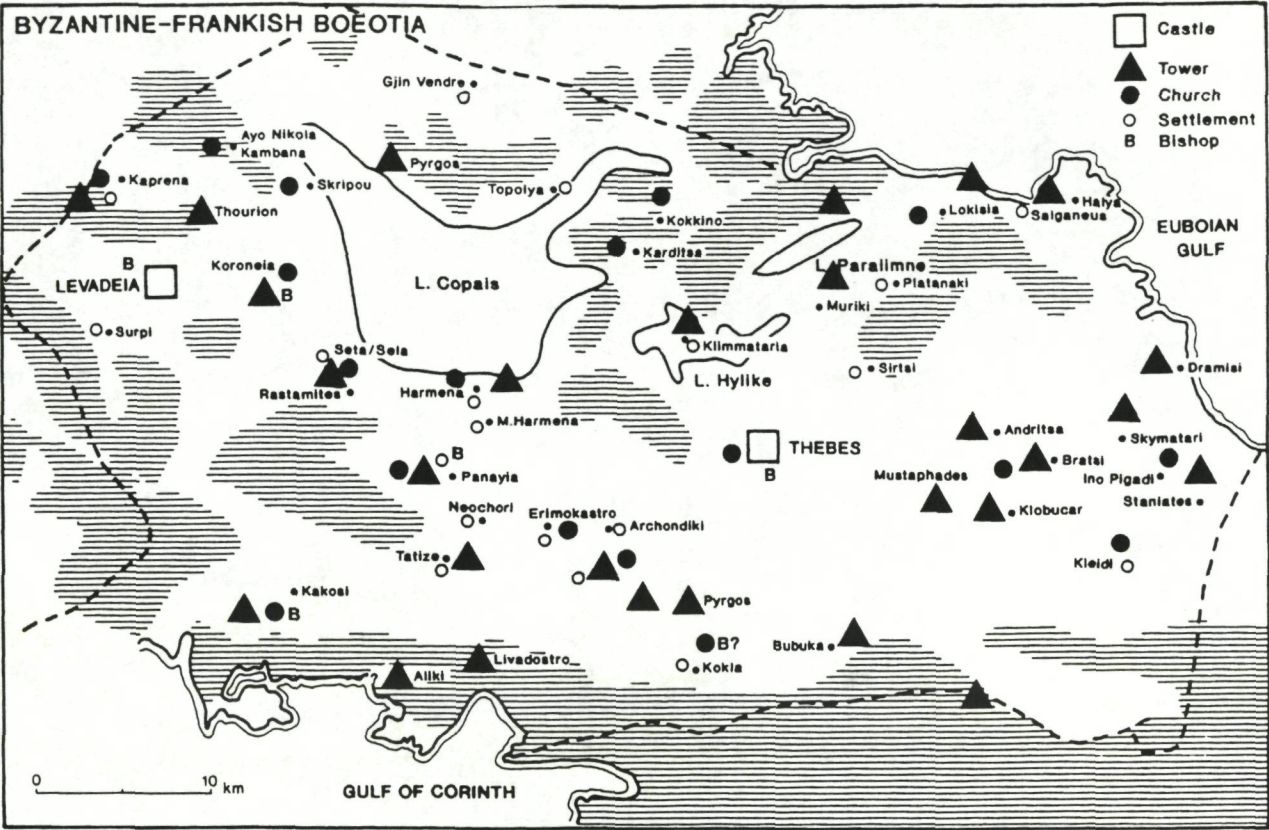 BYZANTINE-FRANKISH BOEOTIA
Castle
Tower
Church
Settlement
B Bishop
Gjin Vendre
Ayo Nikola
Kambana
Pyrgos
Kaprena
Skripou
Topolya
Thourion
Kokkino
Lokisia
Salganeus
Halya
EUBOIAN
GULF
Karditsa
B
LEVADEIA
Koroneia
B
L. Copais
L. Paralimne
Platanaki
Muriki
Surpi
Seta/Sela
Klimmataria
L. Hylike
Sirtsi
Dramisi
Rastamites
Harmena
M.Harmena
Andritsa
Skymatari
B
Panayia
THEBES
B
Bratsi
Mustaphades
Ino Pigadi
Staniates
Neochori
Erimokastro
Archondiki
Klobucar
Tatiz
Kleidi
Kakosi
B
Pyrgos
B?
Bubuka
Kokla
Livadostro
Aliki
0 10 km
GULF OF CORINTH